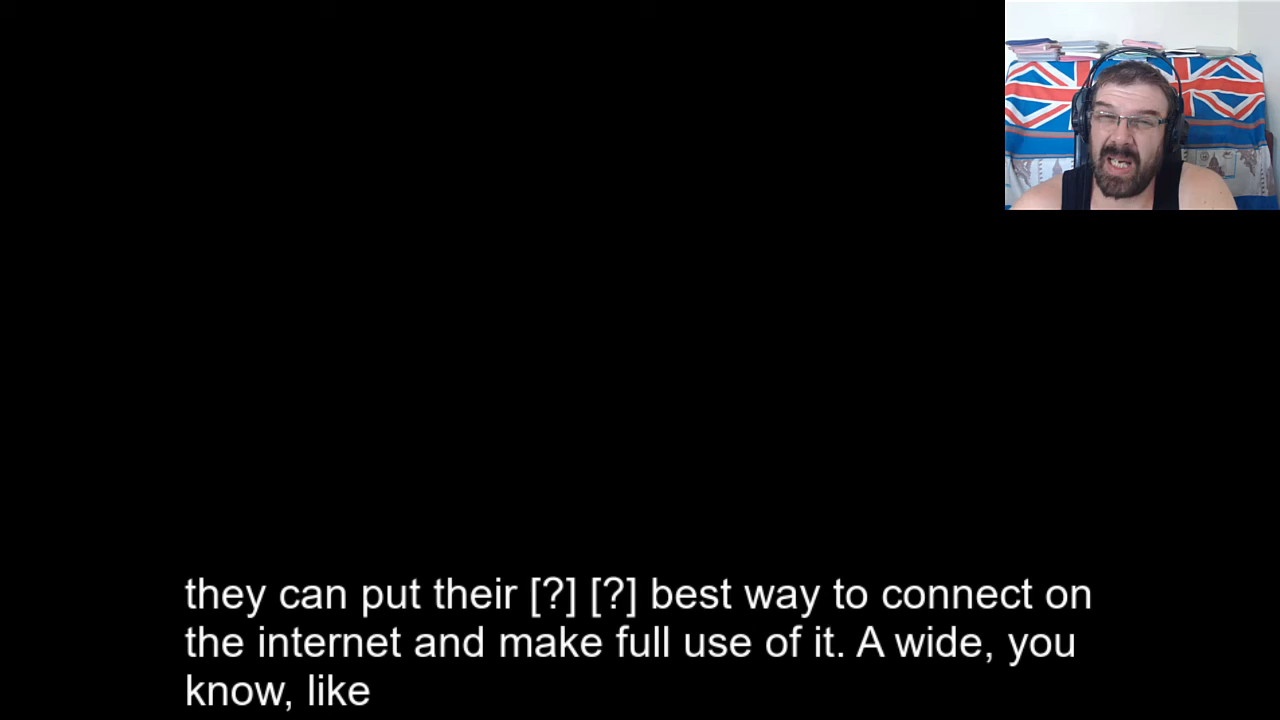 they can put their [?] [?] best way to connect on
the internet and make full use of it. A wide, you
know, like